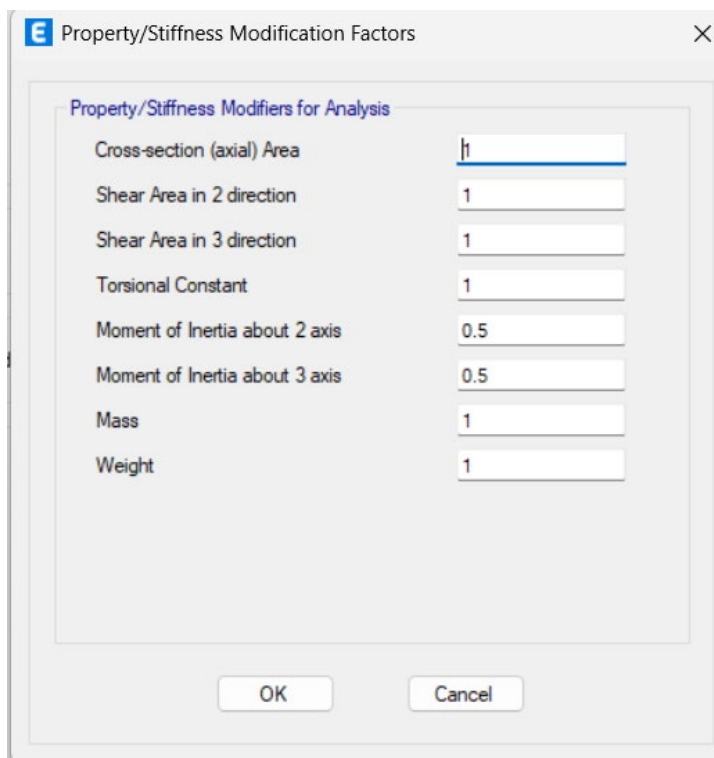 E Property/Stiffness Modification Factors
Property/Stiffness Modifiers for Analysis
Cross-section (axial) Area 1
Shear Area in 2 direction 1
Shear Area in 3 direction 1
Torsional Constant 1
Moment of Inertia about 2 axis 0.5
Moment of Inertia about 3 axis 0.5
Mass 1
Weight 1
OK Cancel